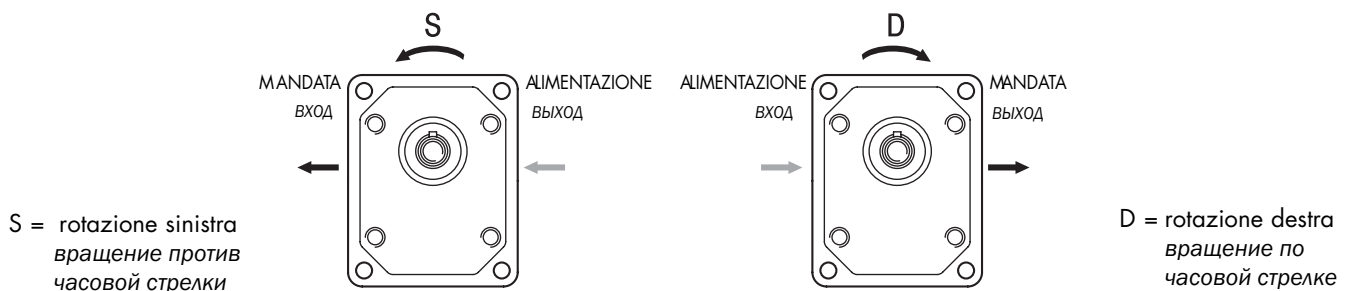 S
D
MANDATA
ALIMENTAZIONE
ALIMENTAZIONE
MANDATA
ВХОД
ВЫХОД
ВХОД
ВЫХОД
S = rotazione sinistra
вращение против
часовой стрелки
D = rotazione destra
вращение по
часовой стрелке